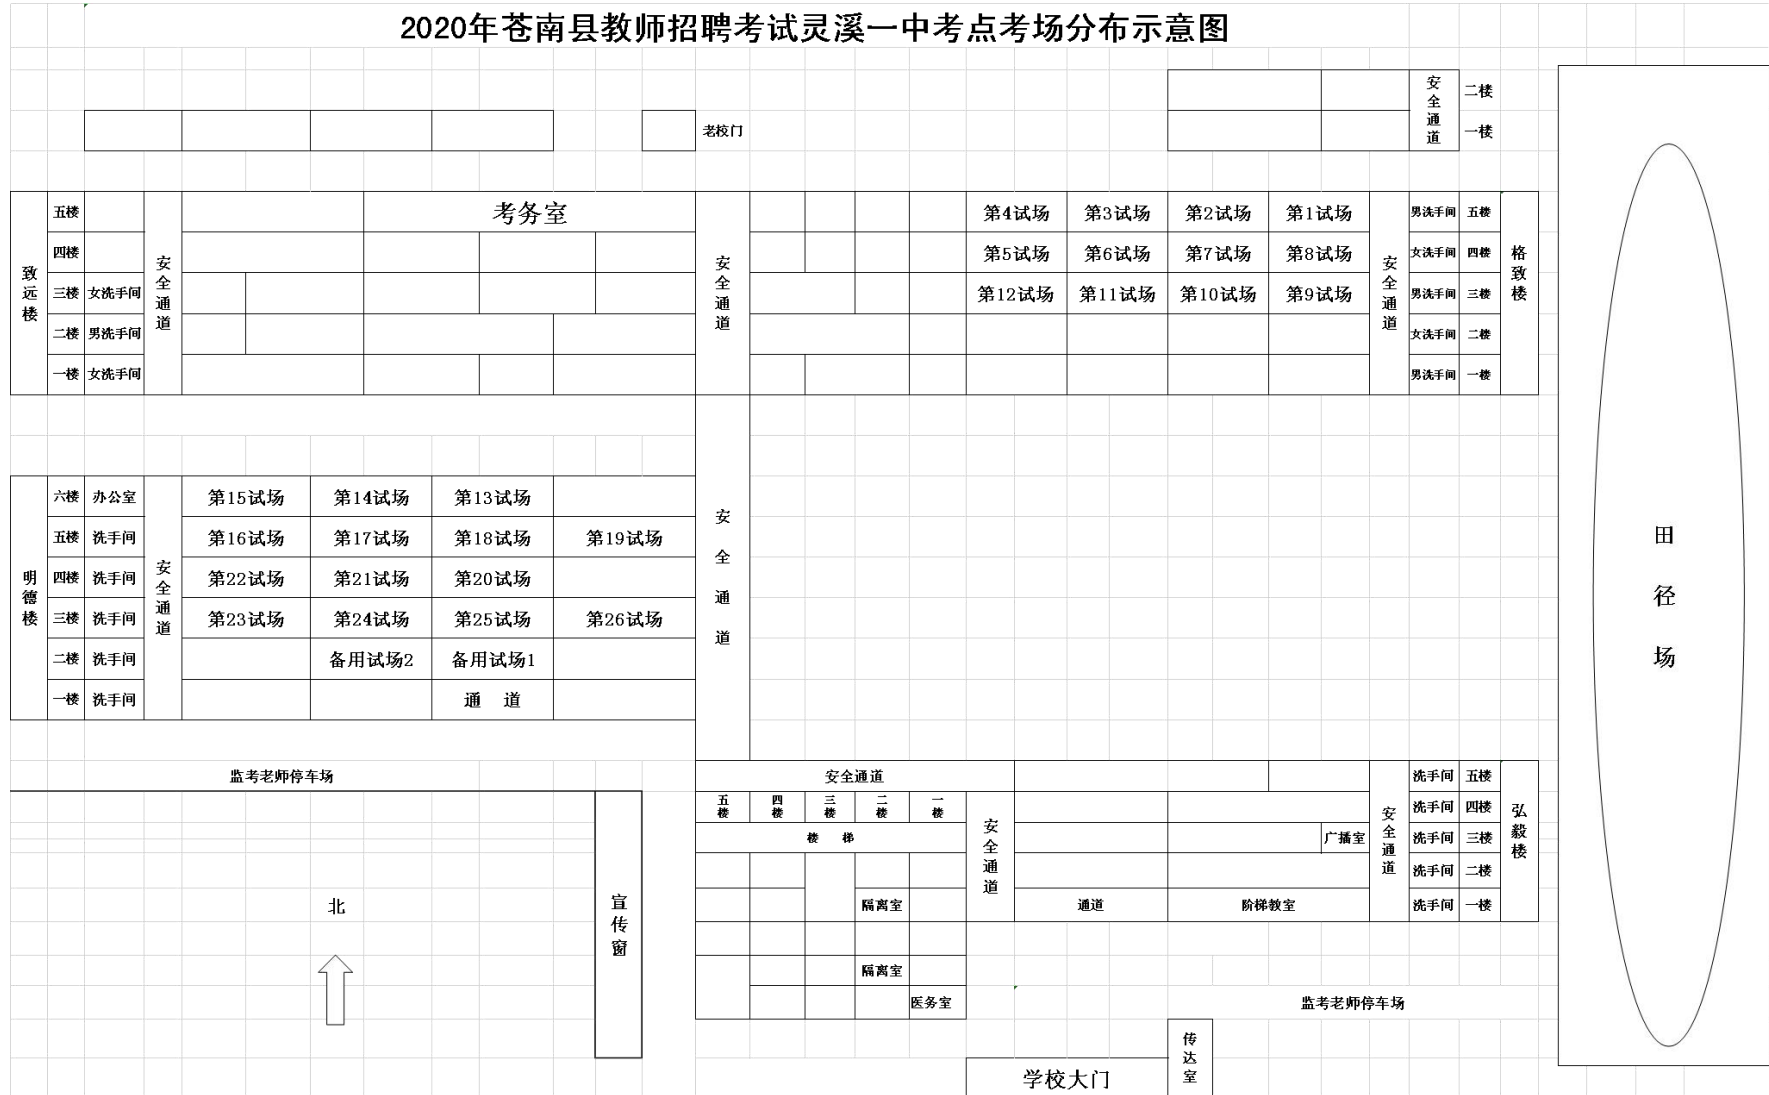 2020年苍南县教师招聘考试灵溪一中考点考场分布示意图
安全通道 二楼
老校门 一楼
致远楼
五楼 考务室
四楼
三楼 女洗手间
二楼 男洗手间
一楼 女洗手间
安全通道
安全通道
第4试场 第3试场 第2试场 第1试场 男洗手间 五楼
第5试场 第6试场 第7试场 第8试场 女洗手间 四楼
第12试场 第11试场 第10试场 第9试场 男洗手间 三楼
女洗手间 二楼
男洗手间 一楼
安全通道
格致楼
明德楼
六楼 办公室 第15试场 第14试场 第13试场
五楼 洗手间 第16试场 第17试场 第18试场 第19试场
四楼 洗手间 第22试场 第21试场 第20试场
三楼 洗手间 第23试场 第24试场 第25试场 第26试场
二楼 洗手间 备用试场2 备用试场1
一楼 洗手间 通 道
安全通道
安全通道
田径场
监考老师停车场
北
宣传窗
安全通道
五楼 四楼 三楼 二楼 一楼
楼 梯
隔离室
隔离室
医务室
安全通道
广播室
通道 阶梯教室
安全通道
洗手间 五楼
洗手间 四楼
洗手间 三楼
洗手间 二楼
洗手间 一楼
弘毅楼
监考老师停车场
传达室
学校大门